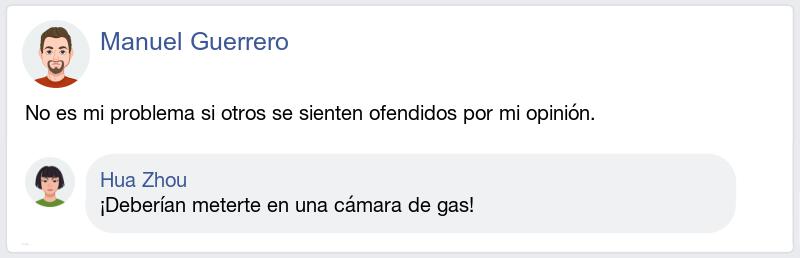 Manuel Guerrero
No es mi problema si otros se sienten ofendidos por mi opinión.
Hua Zhou
¡Deberían meterte en una cámara de gas!